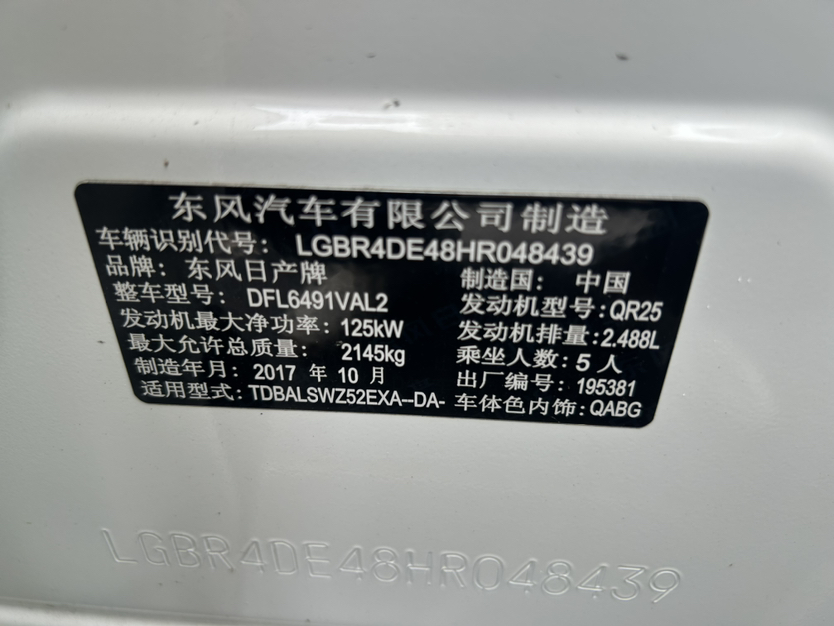 东风汽车有限公司制造
车辆识别代号: LGBR4DE48HR048439
品牌: 东风日产牌 制造国: 中国
整车型号: DFL6491VAL2 发动机型号: QR25
发动机最大净功率: 125kW 发动机排量: 2.488L
最大允许总质量: 2145kg 乘坐人数: 5 人
制造年月: 2017 年 10 月 出厂编号: 195381
适用型式: TDBALSWZ52EXA--DA- 车体色内饰: QABG
LGBR4DE48HR048439